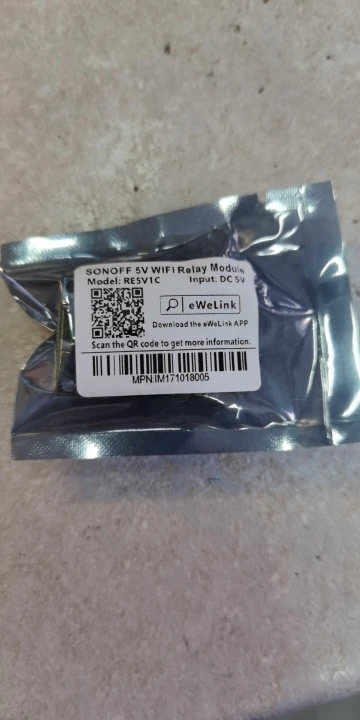 SONOFF 5V WIFI Relay Module
Model: RE5V1C Input: DC 5V
eWeLink
Download the eWeLink APP
Scan the QR code to get more information.
MPN:IM171018005